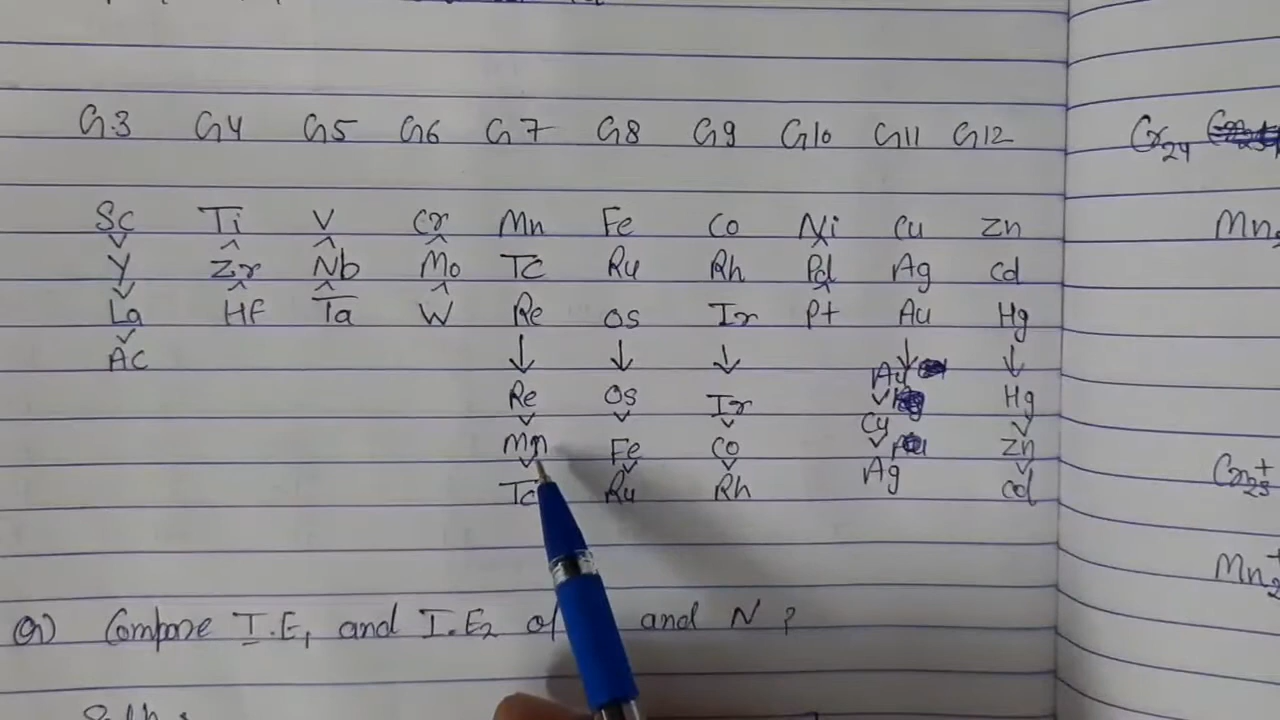 G3 G4 G5 G6 G7 G8 G9 G10 G11 G12
Cr24
Sc Ti V Cr Mn Fe Co Ni Cu Zn
Mn
Y Zr Nb Mo Tc Ru Rh Pd Ag Cd
La Hf Ta W Re Os Ir Pt Au Hg
Ac
Re Os Ir Au Hg
Mn Fe Co Cu Zn
Tc Ru Rh Ag Cd
Cr25+
Mn+
Q) Compare I.E1 and I.E2 of and N ?